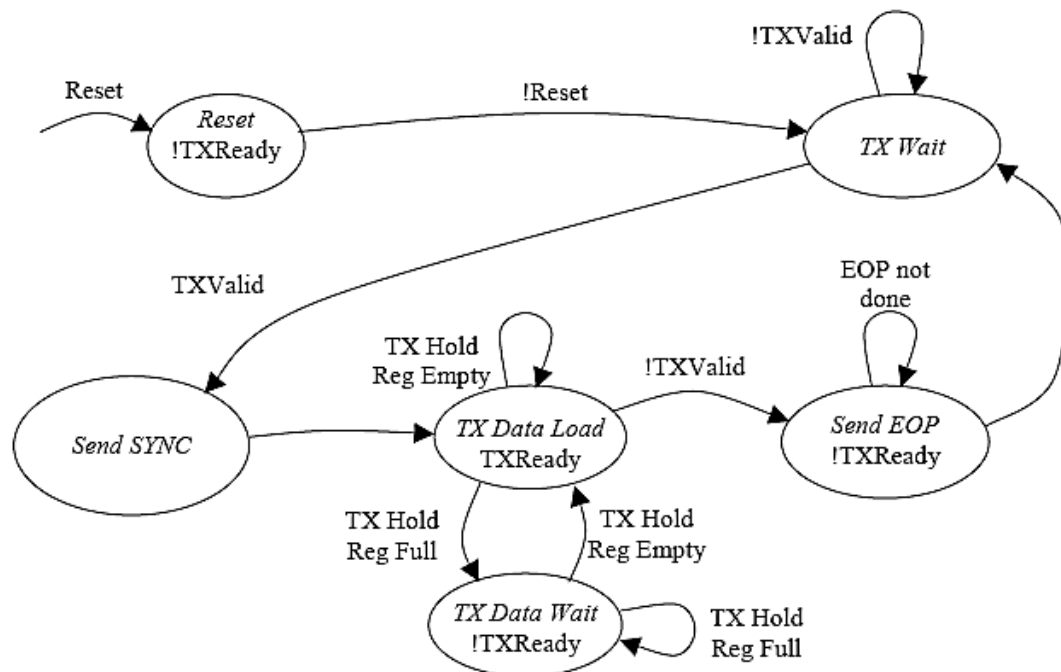 !TXValid
Reset
!Reset
Reset
!TXReady
TX Wait
TXValid
EOP not
done
TX Hold
Reg Empty
!TXValid
Send SYNC
TX Data Load
TXReady
Send EOP
!TXReady
TX Hold
Reg Full
TX Hold
Reg Empty
TX Data Wait
!TXReady
TX Hold
Reg Full